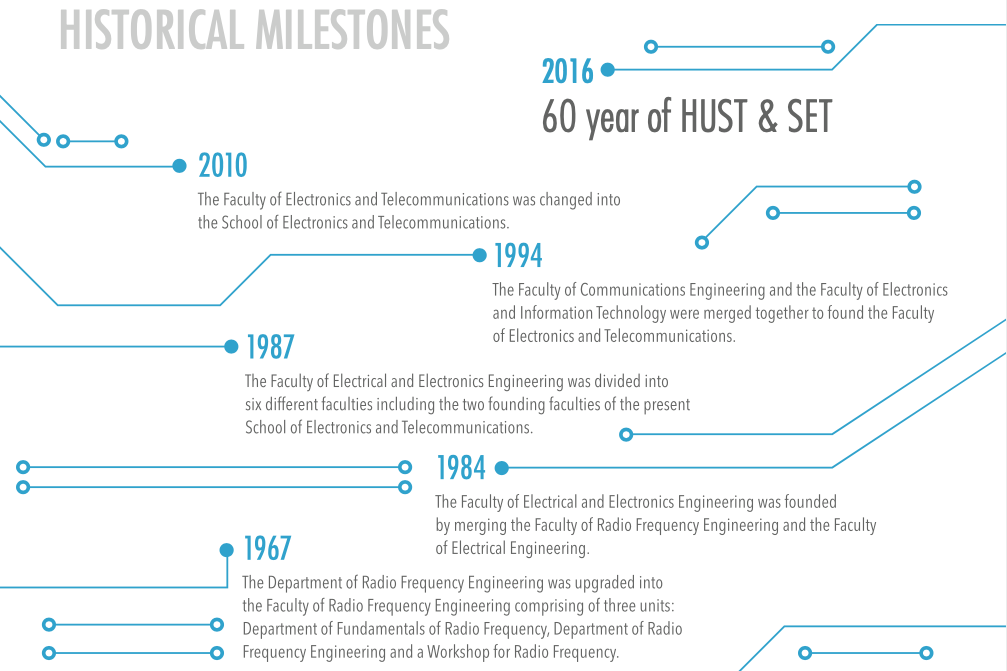 HISTORICAL MILESTONES
2016
60 year of HUST & SET
2010
The Faculty of Electronics and Telecommunications was changed into
the School of Electronics and Telecommunications.
1994
The Faculty of Communications Engineering and the Faculty of Electronics
and Information Technology were merged together to found the Faculty
of Electronics and Telecommunications.
1987
The Faculty of Electrical and Electronics Engineering was divided into
six different faculties including the two founding faculties of the present
School of Electronics and Telecommunications.
1984
The Faculty of Electrical and Electronics Engineering was founded
by merging the Faculty of Radio Frequency Engineering and the Faculty
of Electrical Engineering.
1967
The Department of Radio Frequency Engineering was upgraded into
the Faculty of Radio Frequency Engineering comprising of three units:
Department of Fundamentals of Radio Frequency, Department of Radio
Frequency Engineering and a Workshop for Radio Frequency.